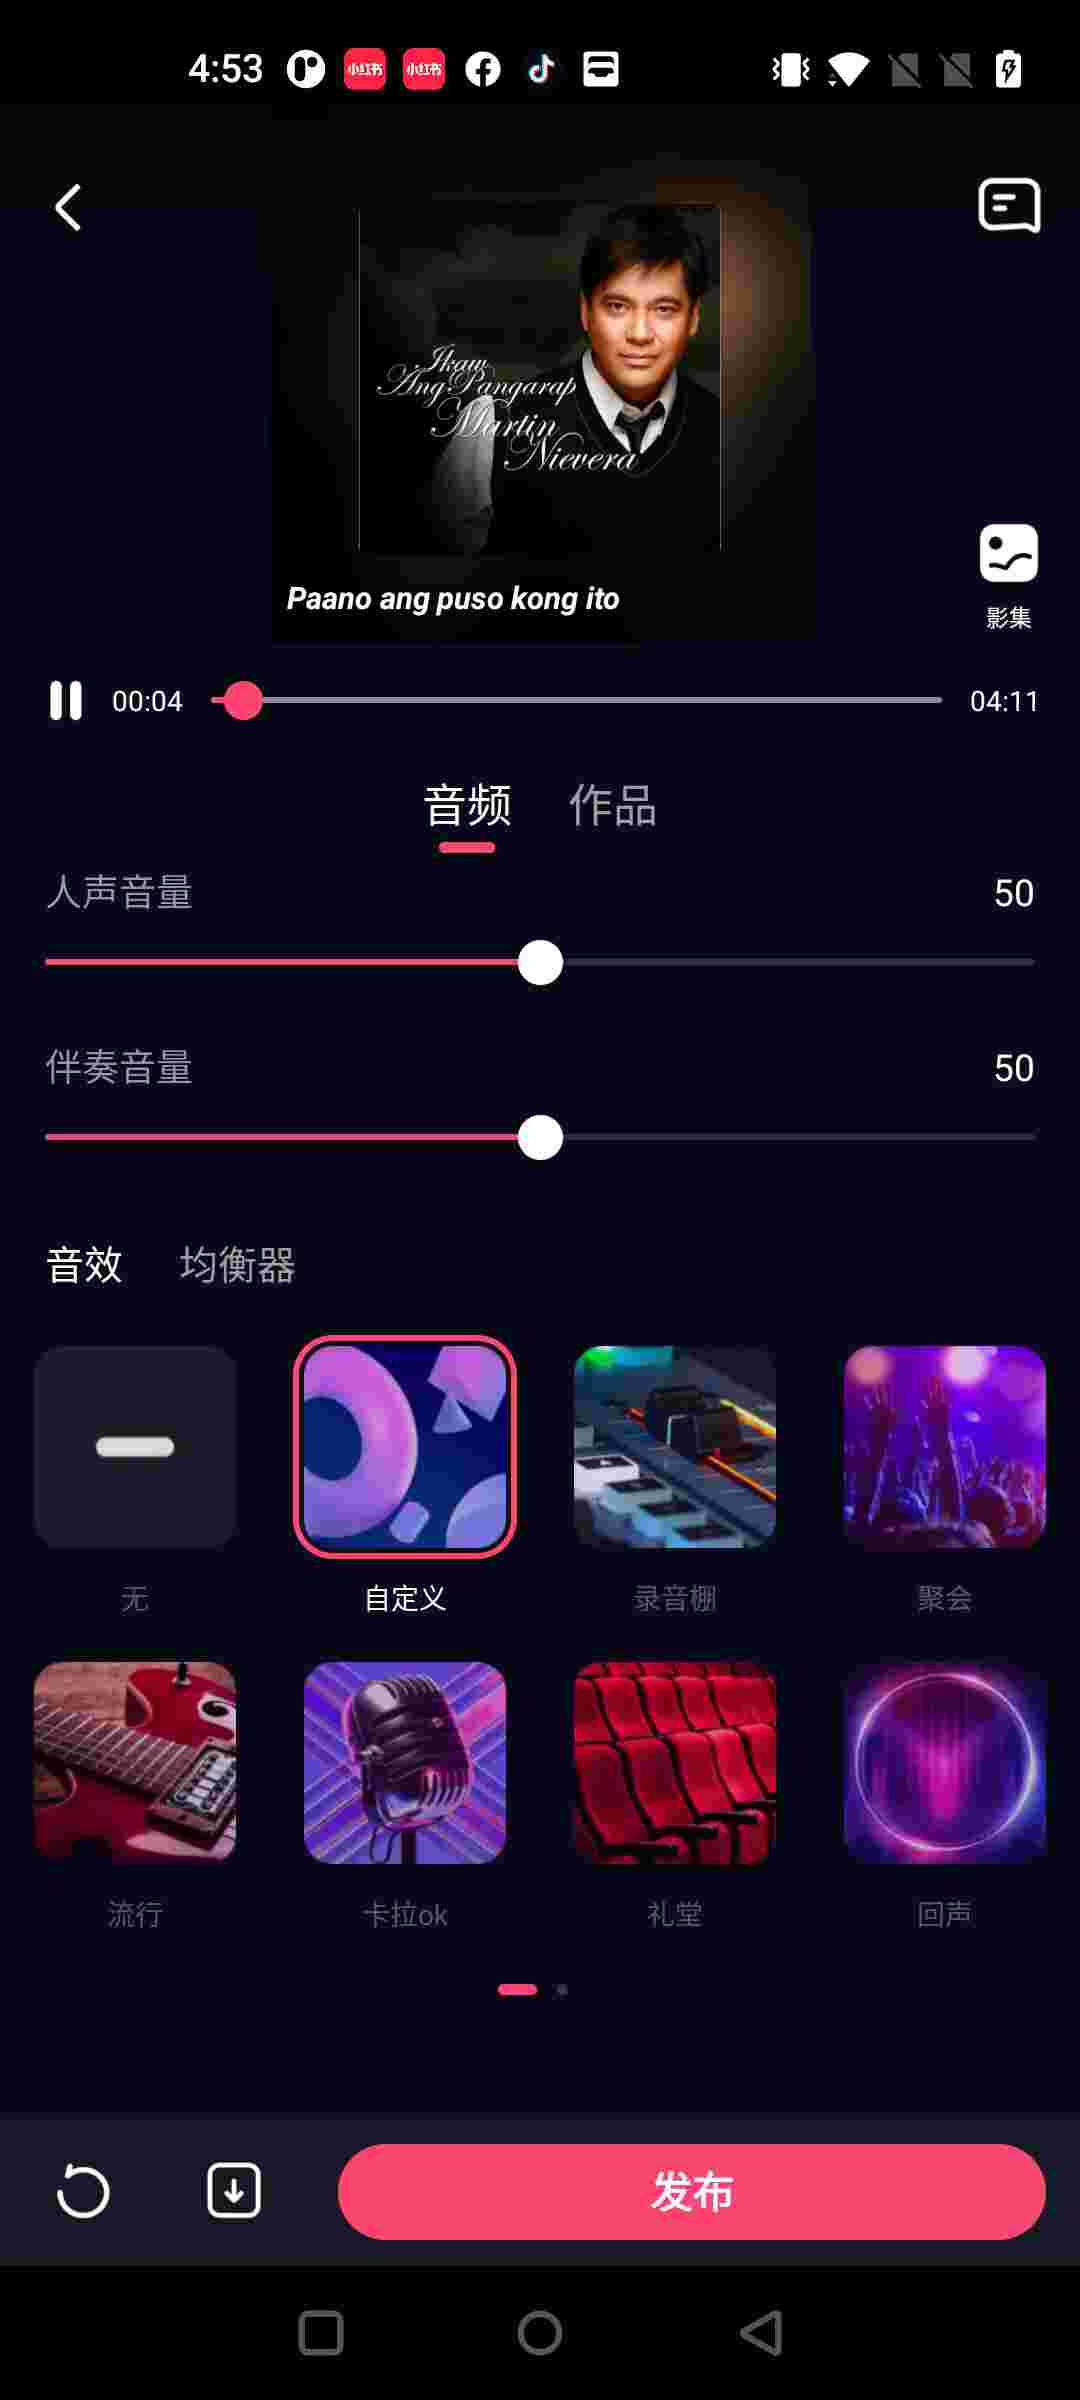 4:53
小红书
小红书
Ikaw
Ang Pangarap
Martin
Nievera
Paano ang puso kong ito
影集
00:04
04:11
音频
作品
人声音量
50
伴奏音量
50
音效
均衡器
无
自定义
录音棚
聚会
流行
卡拉ok
礼堂
回声
发布